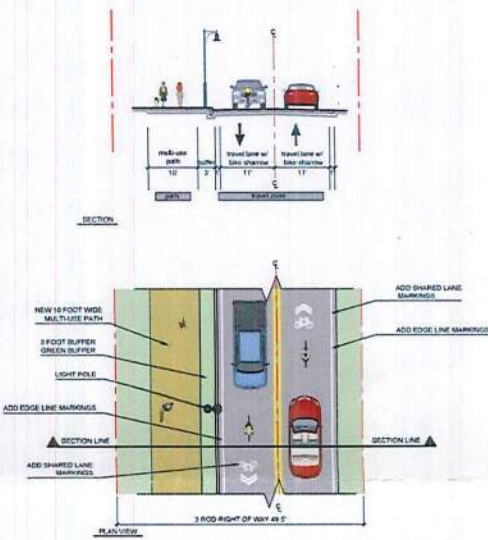 multi-use
path
buffer
travel lane w/
bike sharrow
travel lane w/
bike sharrow
10'
3'
1'
11'
11'
1'
path
SECTION
NEW 10 FOOT WIDE
MULTI-USE PATH
3 FOOT BUFFER
GREEN BUFFER
LIGHT POLE
ADD EDGE LINE MARKINGS
SECTION LINE
ADD SHARED LANE
MARKINGS
ADD SHARED LANE
MARKINGS
ADD EDGE LINE MARKINGS
SECTION LINE
3 ROD RIGHT OF WAY 49.5'
PLAN VIEW